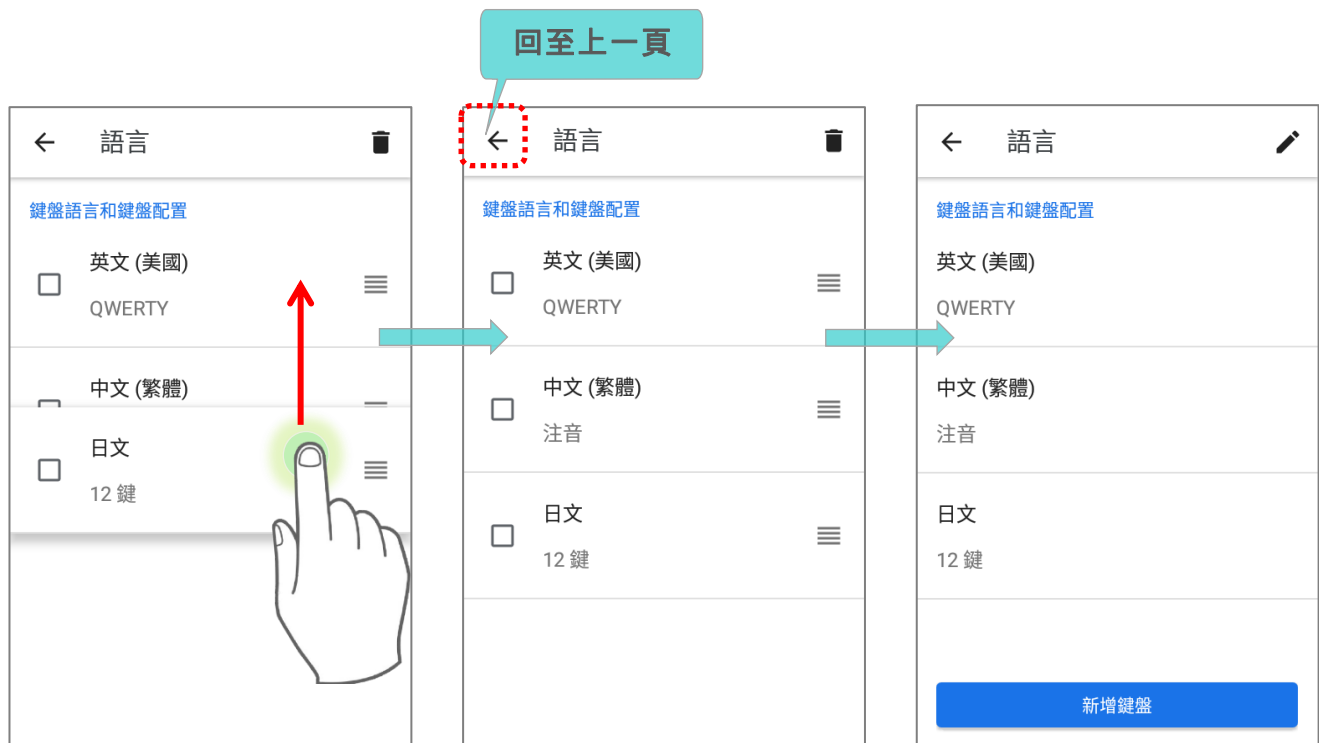 回至上一頁
語言
鍵盤語言和鍵盤配置
英文 (美國)
QWERTY
中文 (繁體)
日文
12 鍵
語言
鍵盤語言和鍵盤配置
英文 (美國)
QWERTY
中文 (繁體)
注音
日文
12 鍵
語言
鍵盤語言和鍵盤配置
英文 (美國)
QWERTY
中文 (繁體)
注音
日文
12 鍵
新增鍵盤